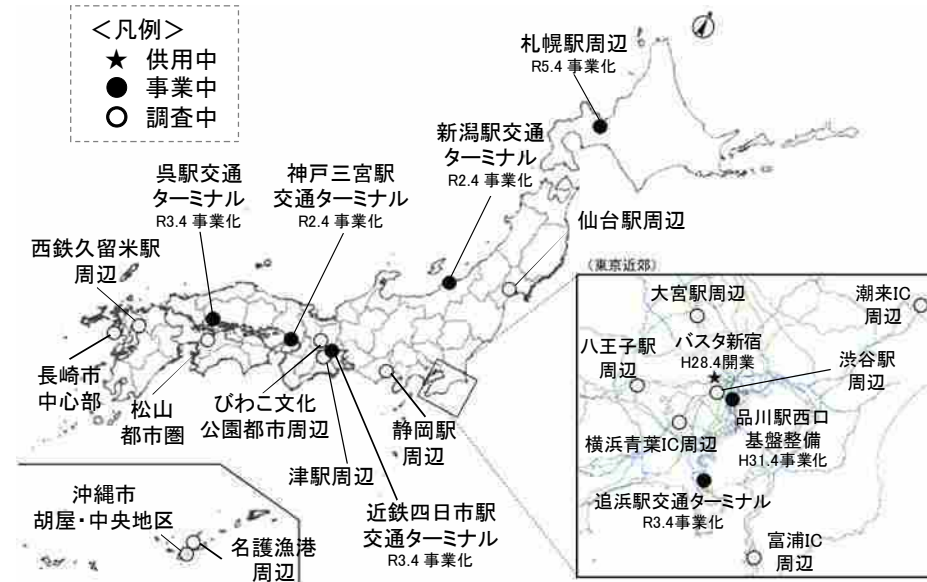 ＜凡例＞
★ 供用中
● 事業中
○ 調査中
札幌駅周辺
R5.4 事業化
新潟駅交通
ターミナル
R2.4 事業化
呉駅交通
ターミナル
R3.4 事業化
神戸三宮駅
交通ターミナル
R2.4 事業化
仙台駅周辺
西鉄久留米駅
周辺
長崎市
中心部
松山
都市圏
びわこ文化
公園都市周辺
静岡駅
周辺
津駅周辺
近鉄四日市駅
交通ターミナル
R3.4 事業化
沖縄市
胡屋・中央地区
名護漁港
周辺
（東京近郊）
大宮駅周辺
潮来IC
周辺
バスタ新宿
H28.4開業
八王子駅
周辺
渋谷駅
周辺
品川駅西口
基盤整備
H31.4事業化
横浜青葉IC周辺
追浜駅交通ターミナル
R3.4事業化
富浦IC
周辺